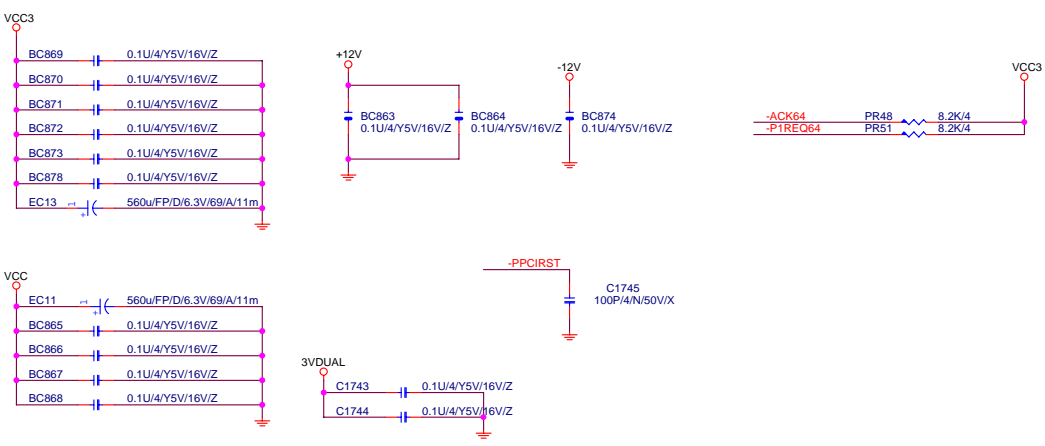 VCC3
BC869 0.1U/4/Y5V/16V/Z
BC870 0.1U/4/Y5V/16V/Z
BC871 0.1U/4/Y5V/16V/Z
BC872 0.1U/4/Y5V/16V/Z
BC873 0.1U/4/Y5V/16V/Z
BC878 0.1U/4/Y5V/16V/Z
EC13 1 + 560u/FP/D/6.3V/69/A/11m
+12V
BC863
0.1U/4/Y5V/16V/Z
BC864
0.1U/4/Y5V/16V/Z
-12V
BC874
0.1U/4/Y5V/16V/Z
VCC3
-ACK64 PR48 8.2K/4
-P1REQ64 PR51 8.2K/4
VCC
EC11 1 + 560u/FP/D/6.3V/69/A/11m
BC865 0.1U/4/Y5V/16V/Z
BC866 0.1U/4/Y5V/16V/Z
BC867 0.1U/4/Y5V/16V/Z
BC868 0.1U/4/Y5V/16V/Z
-PPCIRST
C1745
100P/4/N/50V/X
3VDUAL
C1743 0.1U/4/Y5V/16V/Z
C1744 0.1U/4/Y5V/16V/Z